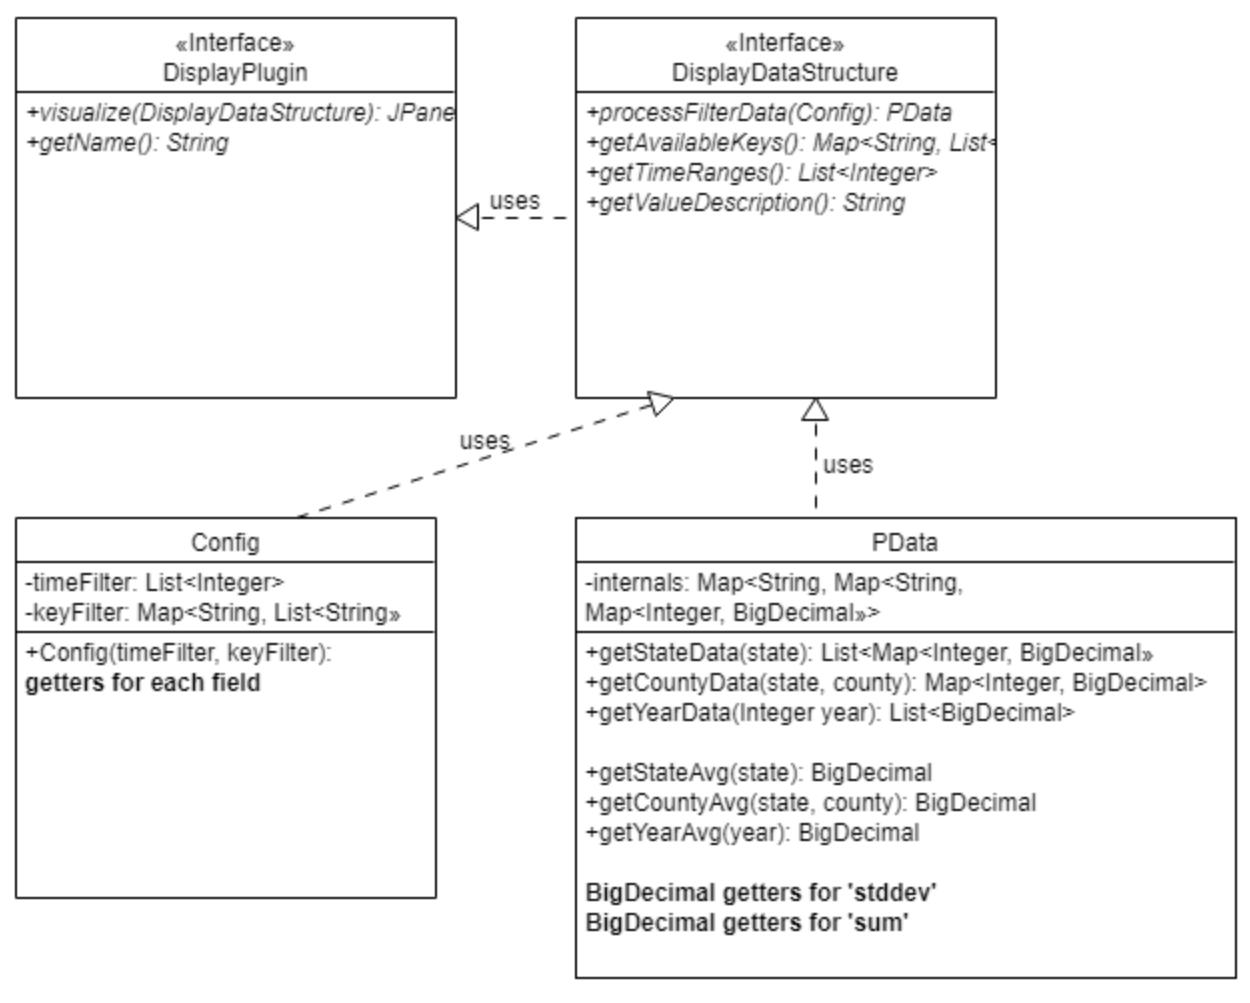 «Interface»
DisplayPlugin
+visualize(DisplayDataStructure): JPane
+getName(): String
«Interface»
DisplayDataStructure
+processFilterData(Config): PData
+getAvailableKeys(): Map<String, List<
+getTimeRanges(): List<Integer>
+getValueDescription(): String
uses
uses
uses
Config
-timeFilter: List<Integer>
-keyFilter: Map<String, List<String»
+Config(timeFilter, keyFilter):
getters for each field
PData
-internals: Map<String, Map<String,
Map<Integer, BigDecimal»>
+getStateData(state): List<Map<Integer, BigDecimal»
+getCountyData(state, county): Map<Integer, BigDecimal>
+getYearData(Integer year): List<BigDecimal>
+getStateAvg(state): BigDecimal
+getCountyAvg(state, county): BigDecimal
+getYearAvg(year): BigDecimal
BigDecimal getters for 'stddev'
BigDecimal getters for 'sum'